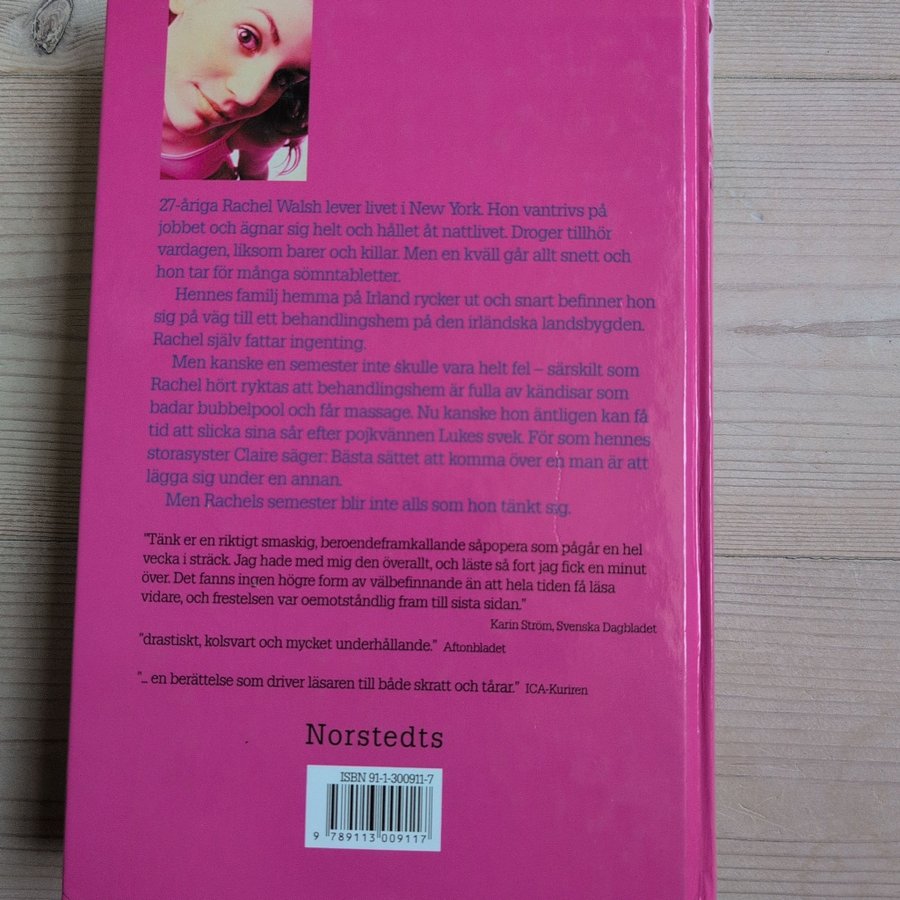 27-åriga Rachel Walsh lever livet i New York. Hon vantrivs på
jobbet och ägnar sig helt och hållet åt nattlivet. Droger tillhör
vardagen, liksom barer och killar. Men en kväll går allt snett och
hon tar för många sömntabletter.
Hennes familj hemma på Irland rycker ut och snart befinner hon
sig på väg till ett behandlingshem på den irländska landsbygden.
Rachel själv fattar ingenting.
Men kanske en semester inte skulle vara helt fel – särskilt som
Rachel hört ryktas att behandlingshem är fulla av kändisar som
badar bubbelpool och får massage. Nu kanske hon äntligen kan få
tid att slicka sina sår efter pojkvännen Lukes svek. För som hennes
storasyster Claire säger: Bästa sättet att komma över en man är att
lägga sig under en annan.
Men Rachels semester blir inte alls som hon tänkt sig.
"Tänk er en riktigt smaskig, beroendeframkallande såpopera som pågår en hel
vecka i sträck. Jag hade med mig den överallt, och läste så fort jag fick en minut
över. Det fanns ingen högre form av välbefinnande än att hela tiden få läsa
vidare, och frestelsen var oemotståndlig fram till sista sidan."
Karin Ström, Svenska Dagbladet
"drastiskt, kolsvart och mycket underhållande." Aftonbladet
"... en berättelse som driver läsaren till både skratt och tårar." ICA-Kuriren
Norstedts
ISBN 91-1-300911-7
9 789113 009117